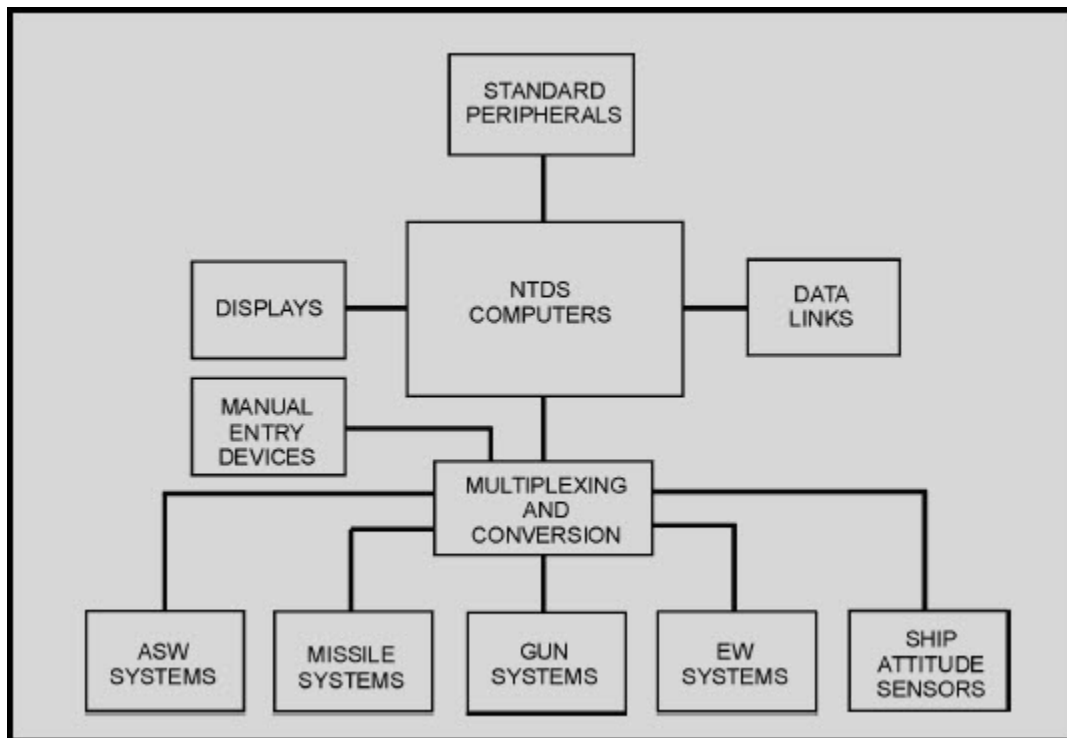 STANDARD
PERIPHERALS
NTDS
COMPUTERS
DISPLAYS
DATA
LINKS
MANUAL
ENTRY
DEVICES
MULTIPLEXING
AND
CONVERSION
ASW
SYSTEMS
MISSILE
SYSTEMS
GUN
SYSTEMS
EW
SYSTEMS
SHIP
ATTITUDE
SENSORS